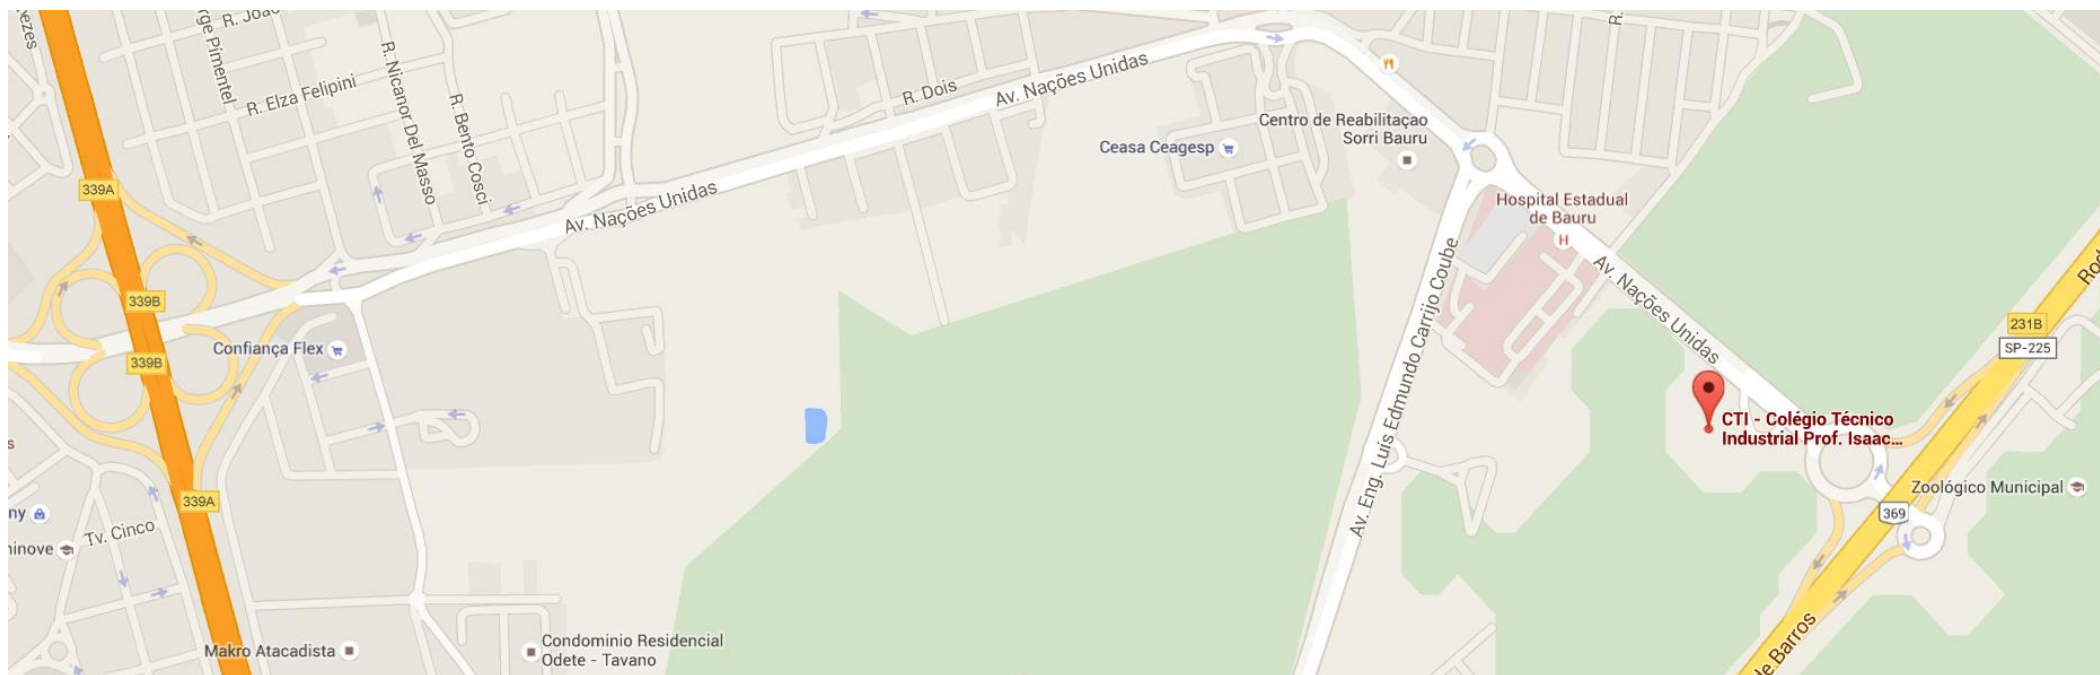 R. João
R. Elza Felipini
R. Nicanor Del Masso
R. Bento Cosci
R. Dois
Av. Nações Unidas
Centro de Reabilitaçao
Sorri Bauru
Ceasa Ceagesp
339A
Av. Nações Unidas
Hospital Estadual
de Bauru
H
Av. Nações Unidas
339B
231B
SP-225
Confiança Flex
339B
Av. Eng. Luís Edmundo Carrijo Coube
CTI - Colégio Técnico
Industrial Prof. Isaac...
339A
Zoológico Municipal
369
Tv. Cinco
Makro Atacadista
Condominio Residencial
Odete - Tavano
de Barros